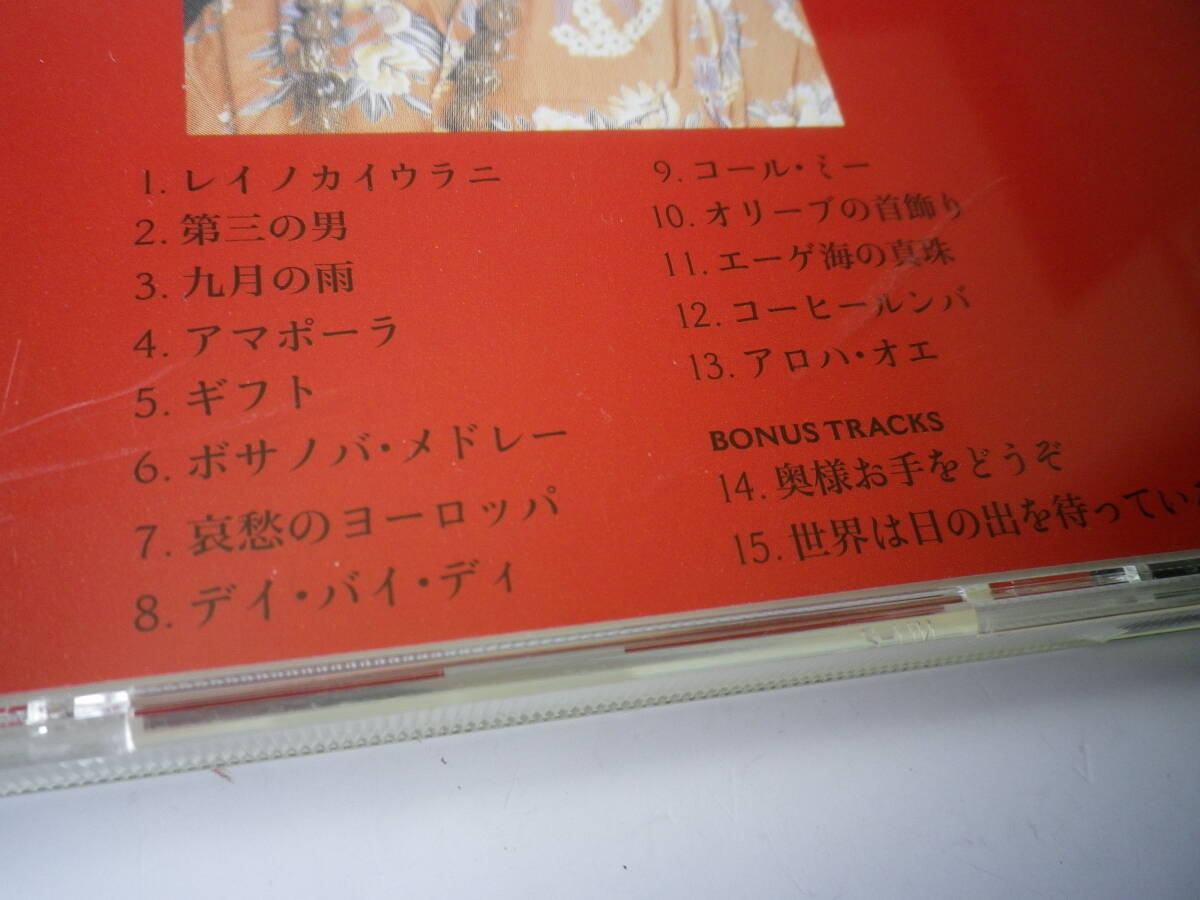 1. レイノカイウラニ
2. 第三の男
3. 九月の雨
4. アマポーラ
5. ギフト
6. ボサノバ・メドレー
7. 哀愁のヨーロッパ
8. デイ・バイ・ディ
9. コール・ミー
10. オリーブの首飾り
11. エーゲ海の真珠
12. コーヒールンバ
13. アロハ・オエ
BONUS TRACKS
14. 奥様お手をどうぞ
15. 世界は日の出を待ってい